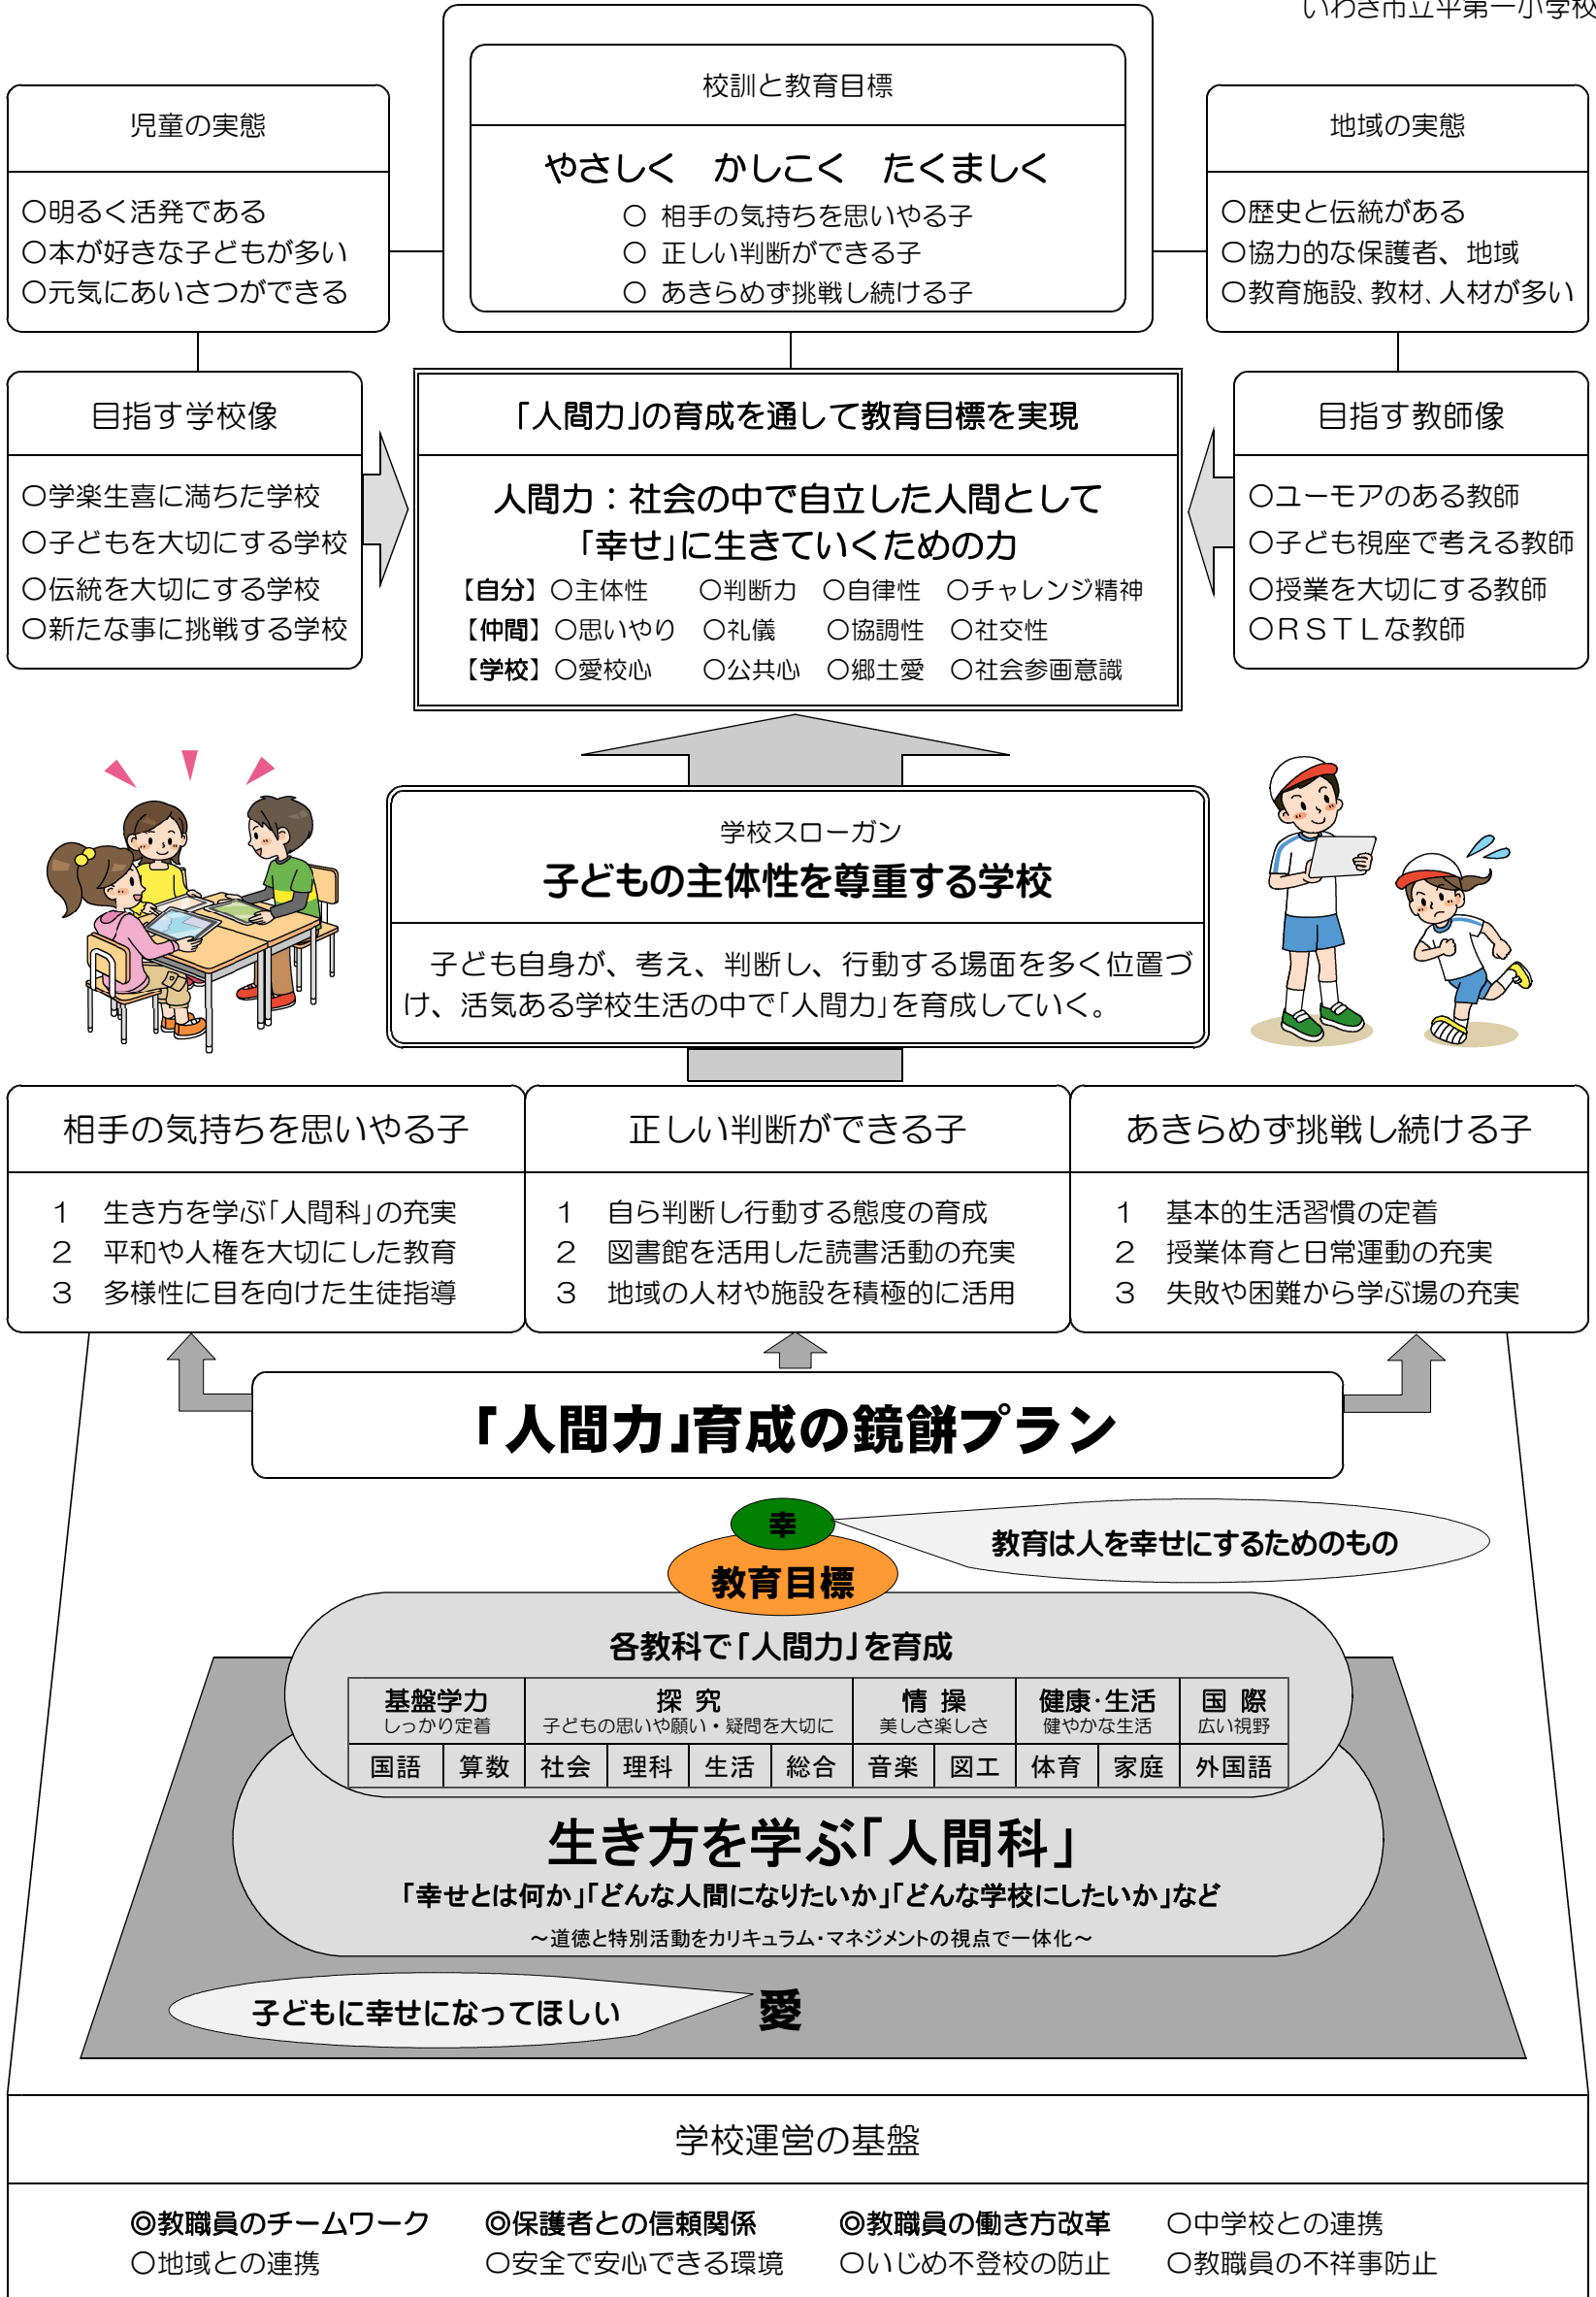 いわき市立平第一小学校
校訓と教育目標
やさしく　かしこく　たくましく
○ 相手の気持ちを思いやる子
○ 正しい判断ができる子
○ あきらめず挑戦し続ける子
児童の実態
○明るく活発である
○本が好きな子どもが多い
○元気にあいさつができる
地域の実態
○歴史と伝統がある
○協力的な保護者、地域
○教育施設、教材、人材が多い
目指す学校像
○学楽生喜に満ちた学校
○子どもを大切にする学校
○伝統を大切にする学校
○新たな事に挑戦する学校
「人間力」の育成を通して教育目標を実現
人間力：社会の中で自立した人間として
「幸せ」に生きていくための力
【自分】○主体性　○判断力　○自律性　○チャレンジ精神
【仲間】○思いやり　○礼儀　○協調性　○社交性
【学校】○愛校心　○公共心　○郷土愛　○社会参画意識
目指す教師像
○ユーモアのある教師
○子ども視座で考える教師
○授業を大切にする教師
○ＲＳＴＬな教師
学校スローガン
子どもの主体性を尊重する学校
子ども自身が、考え、判断し、行動する場面を多く位置づ
け、活気ある学校生活の中で「人間力」を育成していく。
相手の気持ちを思いやる子
1　生き方を学ぶ「人間科」の充実
2　平和や人権を大切にした教育
3　多様性に目を向けた生徒指導
正しい判断ができる子
1　自ら判断し行動する態度の育成
2　図書館を活用した読書活動の充実
3　地域の人材や施設を積極的に活用
あきらめず挑戦し続ける子
1　基本的生活習慣の定着
2　授業体育と日常運動の充実
3　失敗や困難から学ぶ場の充実
「人間力」育成の鏡餅プラン
幸
教育は人を幸せにするためのもの
教育目標
各教科で「人間力」を育成
基盤学力　探 究　情 操　健康・生活　国 際
しっかり定着　子どもの思いや願い・疑問を大切に　美しさ楽しさ　健やかな生活　広い視野
国語　算数　社会　理科　生活　総合　音楽　図工　体育　家庭　外国語
生き方を学ぶ「人間科」
「幸せとは何か」「どんな人間になりたいか」「どんな学校にしたいか」など
～道徳と特別活動をカリキュラム・マネジメントの視点で一体化～
子どもに幸せになってほしい
愛
学校運営の基盤
◎教職員のチームワーク　◎保護者との信頼関係　◎教職員の働き方改革　○中学校との連携
○地域との連携　○安全で安心できる環境　○いじめ不登校の防止　○教職員の不祥事防止